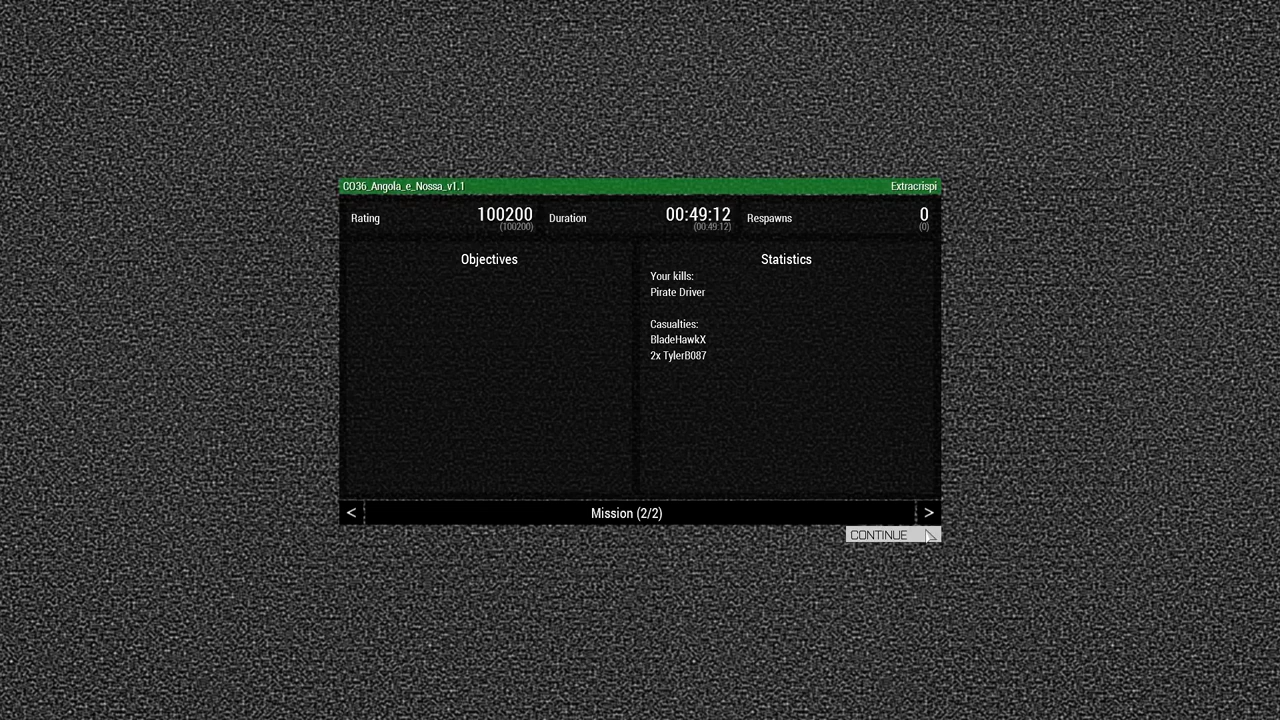 CO36_Angola_e_Nossa_v1.1 Extracrispi
Rating 100200 Duration 00:49:12 Respawns 0
(100200) (00:49:12) (0)
Objectives Statistics
Your kills:
Pirate Driver
Casualties:
BladeHawkX
2x TylerB087
< Mission (2/2) >
CONTINUE